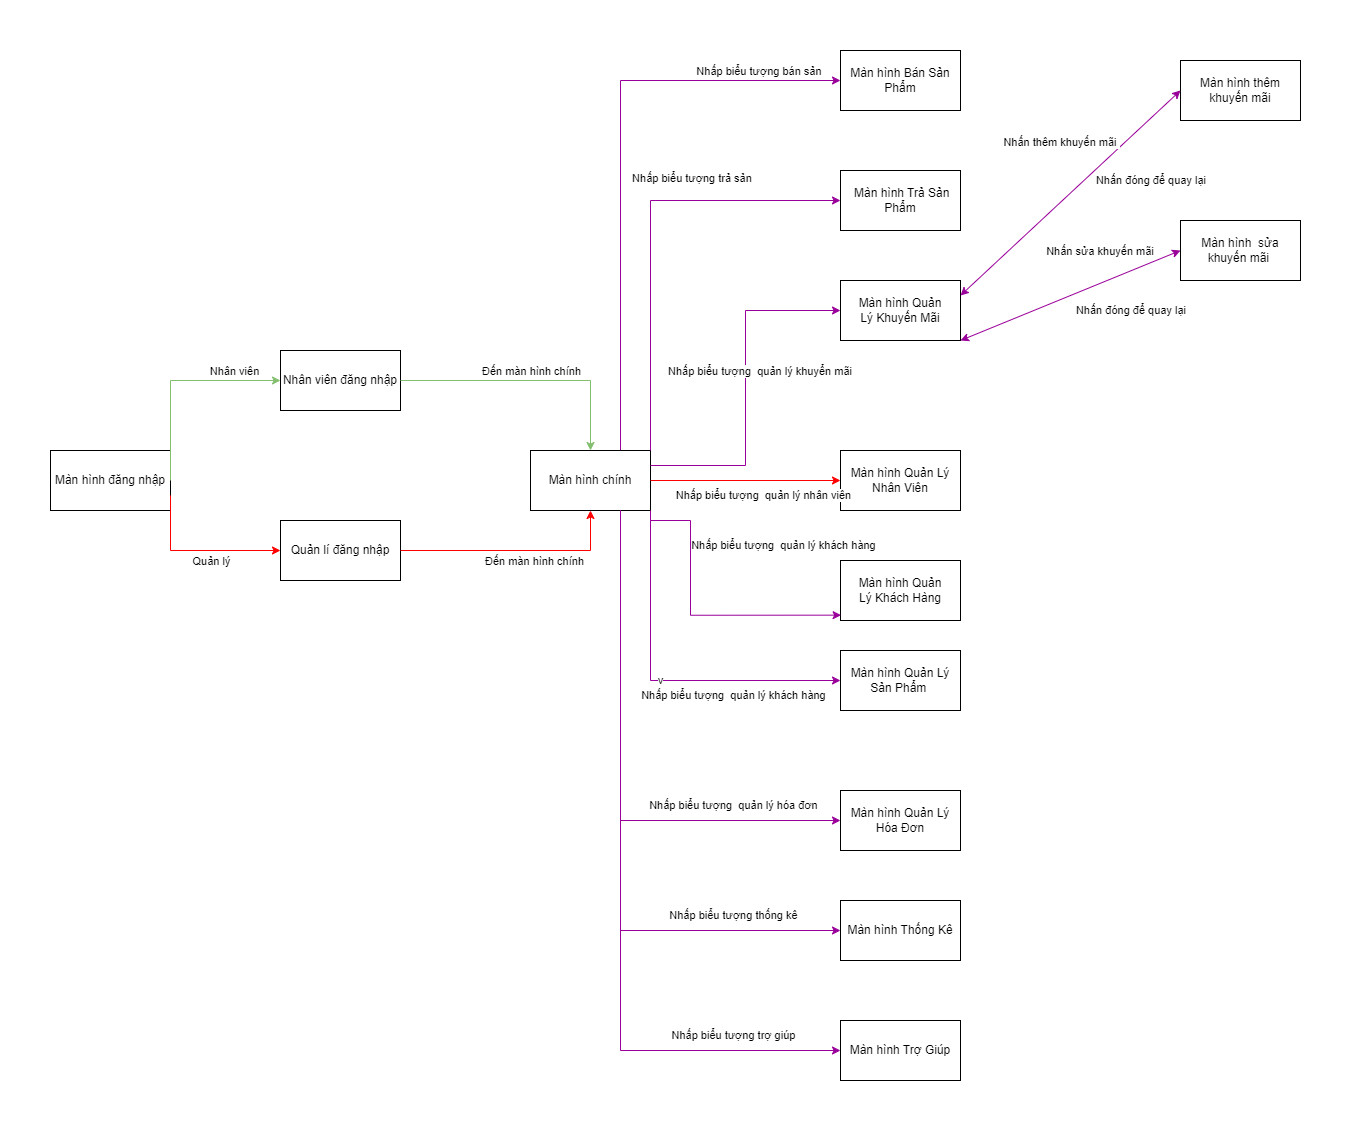 Nhấp biểu tượng bán sản
Màn hình Bán Sản
Phẩm
Màn hình thêm
khuyến mãi
Nhấn thêm khuyến mãi
Nhấp biểu tượng trả sản
Màn hình Trả Sản
Phẩm
Nhấn đóng để quay lại
Nhấn sửa khuyến mãi
Màn hình  sửa
khuyến mãi
Màn hình Quản
Lý Khuyến Mãi
Nhấn đóng để quay lại
Nhân viên
Nhân viên đăng nhập
Đến màn hình chính
Nhấp biểu tượng  quản lý khuyển mãi
Màn hình đăng nhập
Màn hình chính
Màn hình Quản Lý
Nhân Viên
Nhấp biểu tượng  quản lý nhân viên
Quản lý
Quản lí đăng nhập
Đến màn hình chính
Nhấp biểu tượng  quản lý khách hàng
Màn hình Quản
Lý Khách Hàng
v
Nhấp biểu tượng  quản lý khách hàng
Màn hình Quản Lý
Sản Phẩm
Nhấp biểu tượng  quản lý hóa đơn
Màn hình Quản Lý
Hóa Đơn
Nhấp biểu tượng thống kê
Màn hình Thống Kê
Nhấp biểu tượng trợ giúp
Màn hình Trợ Giúp